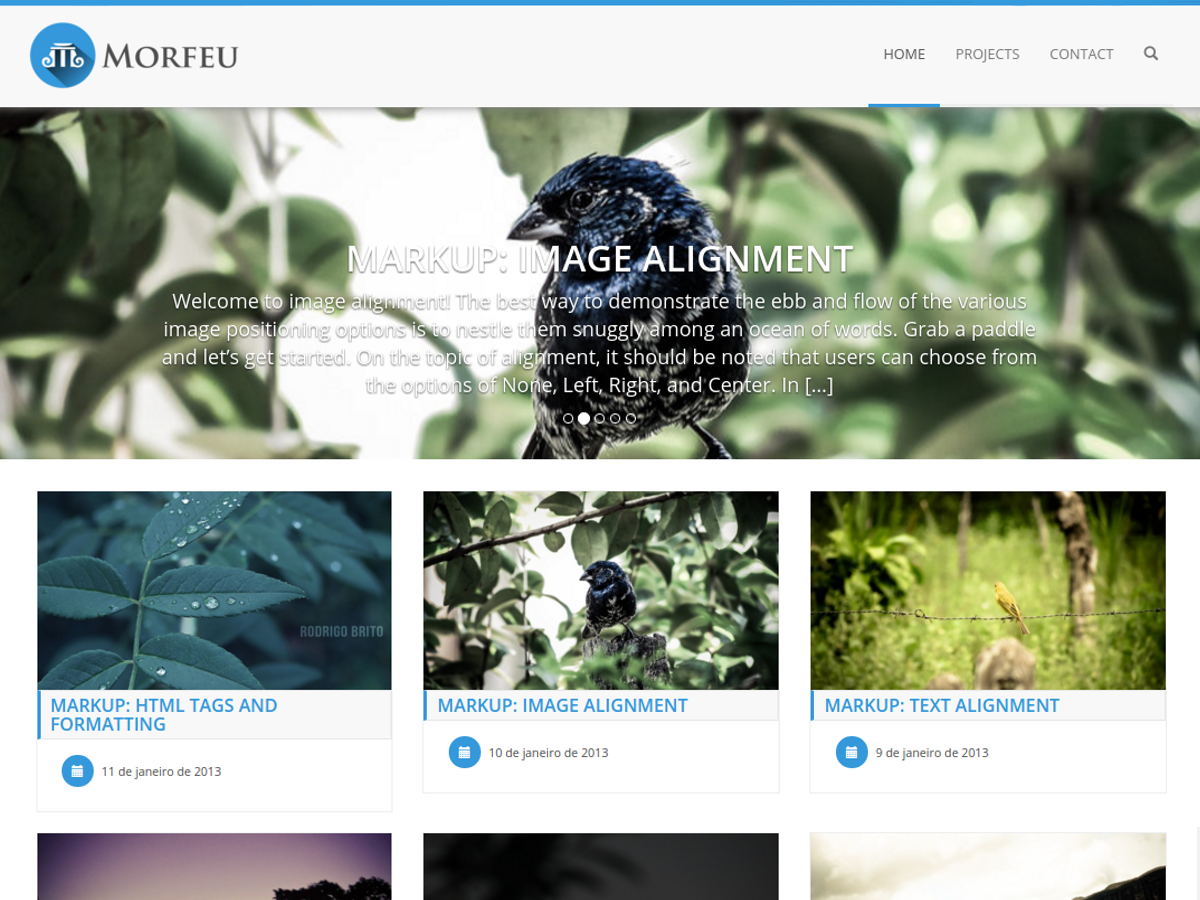 MORFEU
HOME
PROJECTS
CONTACT
MARKUP: IMAGE ALIGNMENT
Welcome to image alignment! The best way to demonstrate the ebb and flow of the various
image positioning options is to nestle them snuggly among an ocean of words. Grab a paddle
and let’s get started. On the topic of alignment, it should be noted that users can choose from
the options of None, Left, Right, and Center. In [...]
RODRIGO BRITO
MARKUP: HTML TAGS AND
FORMATTING
11 de janeiro de 2013
MARKUP: IMAGE ALIGNMENT
10 de janeiro de 2013
MARKUP: TEXT ALIGNMENT
9 de janeiro de 2013